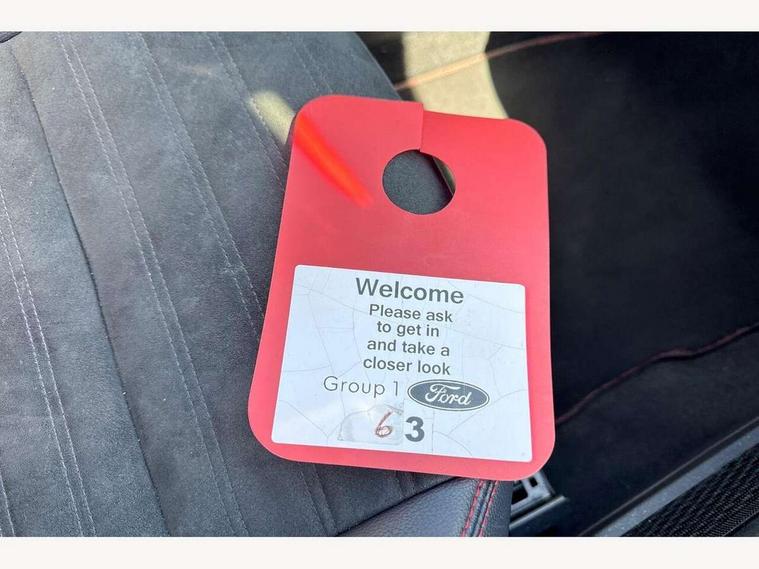 Welcome
Please ask
to get in
and take a
closer look
Group 1 Ford
63